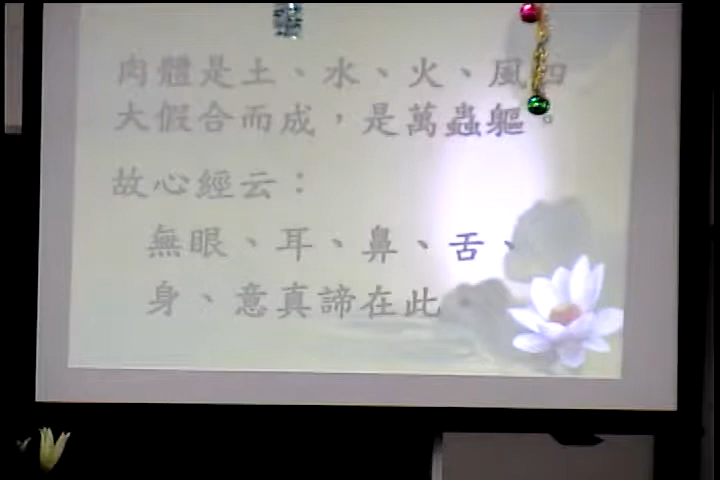 肉體是土、水、火、風四
大假合而成，是萬蟲軀。
故心經云：
無眼、耳、鼻、舌、
身、意真諦在此